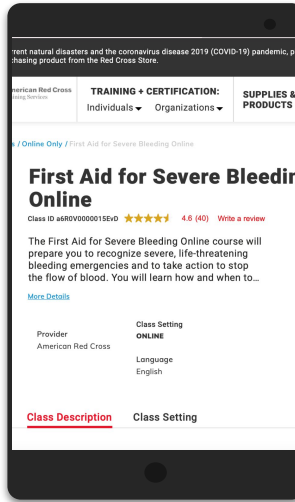 rent natural disasters and the coronavirus disease 2019 (COVID-19) pandemic, p
chasing product from the Red Cross Store.
merican Red Cross
ining Services
TRAINING + CERTIFICATION:
Individuals Organizations
SUPPLIES &
PRODUCTS
s / Online Only / First Aid for Severe Bleeding Online
First Aid for Severe Bleedin
Online
Class ID a6R0V0000015EvD 4.6 (40) Write a review
The First Aid for Severe Bleeding Online course will
prepare you to recognize severe, life-threatening
bleeding emergencies and to take action to stop
the flow of blood. You will learn how and when to...
More Details
Provider
American Red Cross
Class Setting
ONLINE
Language
English
Class Description Class Setting